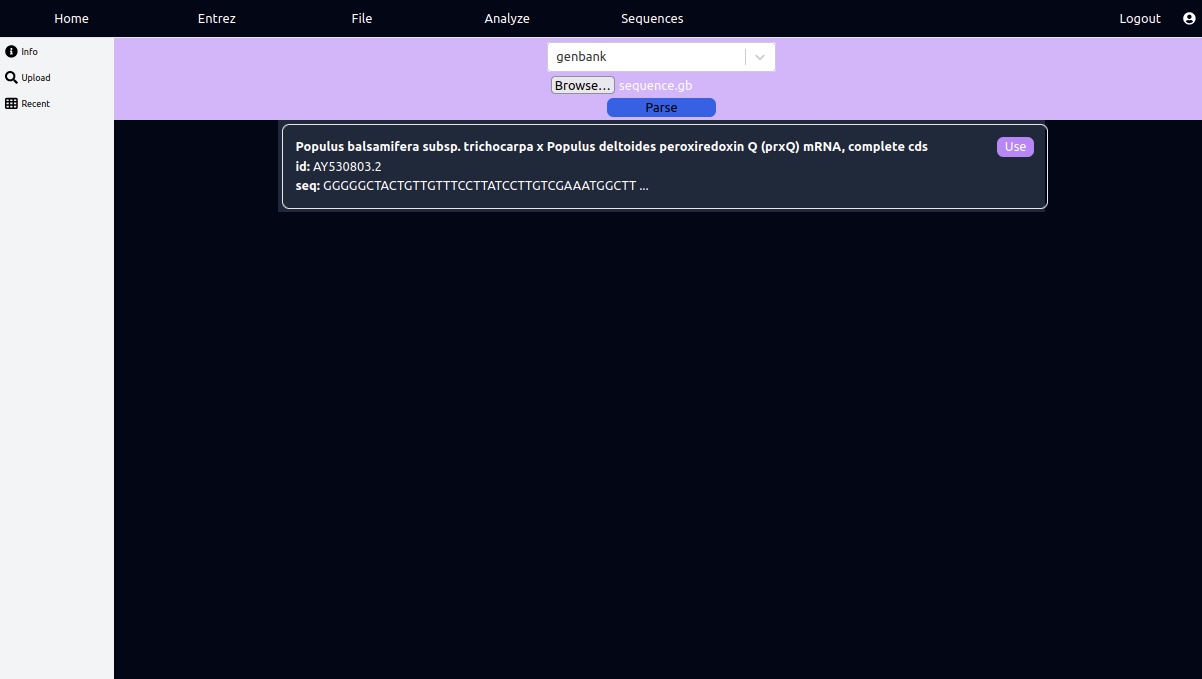 Home Entrez File Analyze Sequences Logout
Info
Upload
Recent
genbank
Browse... sequence.gb
Parse
Populus balsamifera subsp. trichocarpa x Populus deltoides peroxiredoxin Q (prxQ) mRNA, complete cds Use
id: AY530803.2
seq: GGGGGCTACTGTTGTTTCCTTATCCTTGTCGAAATGGCTT ...